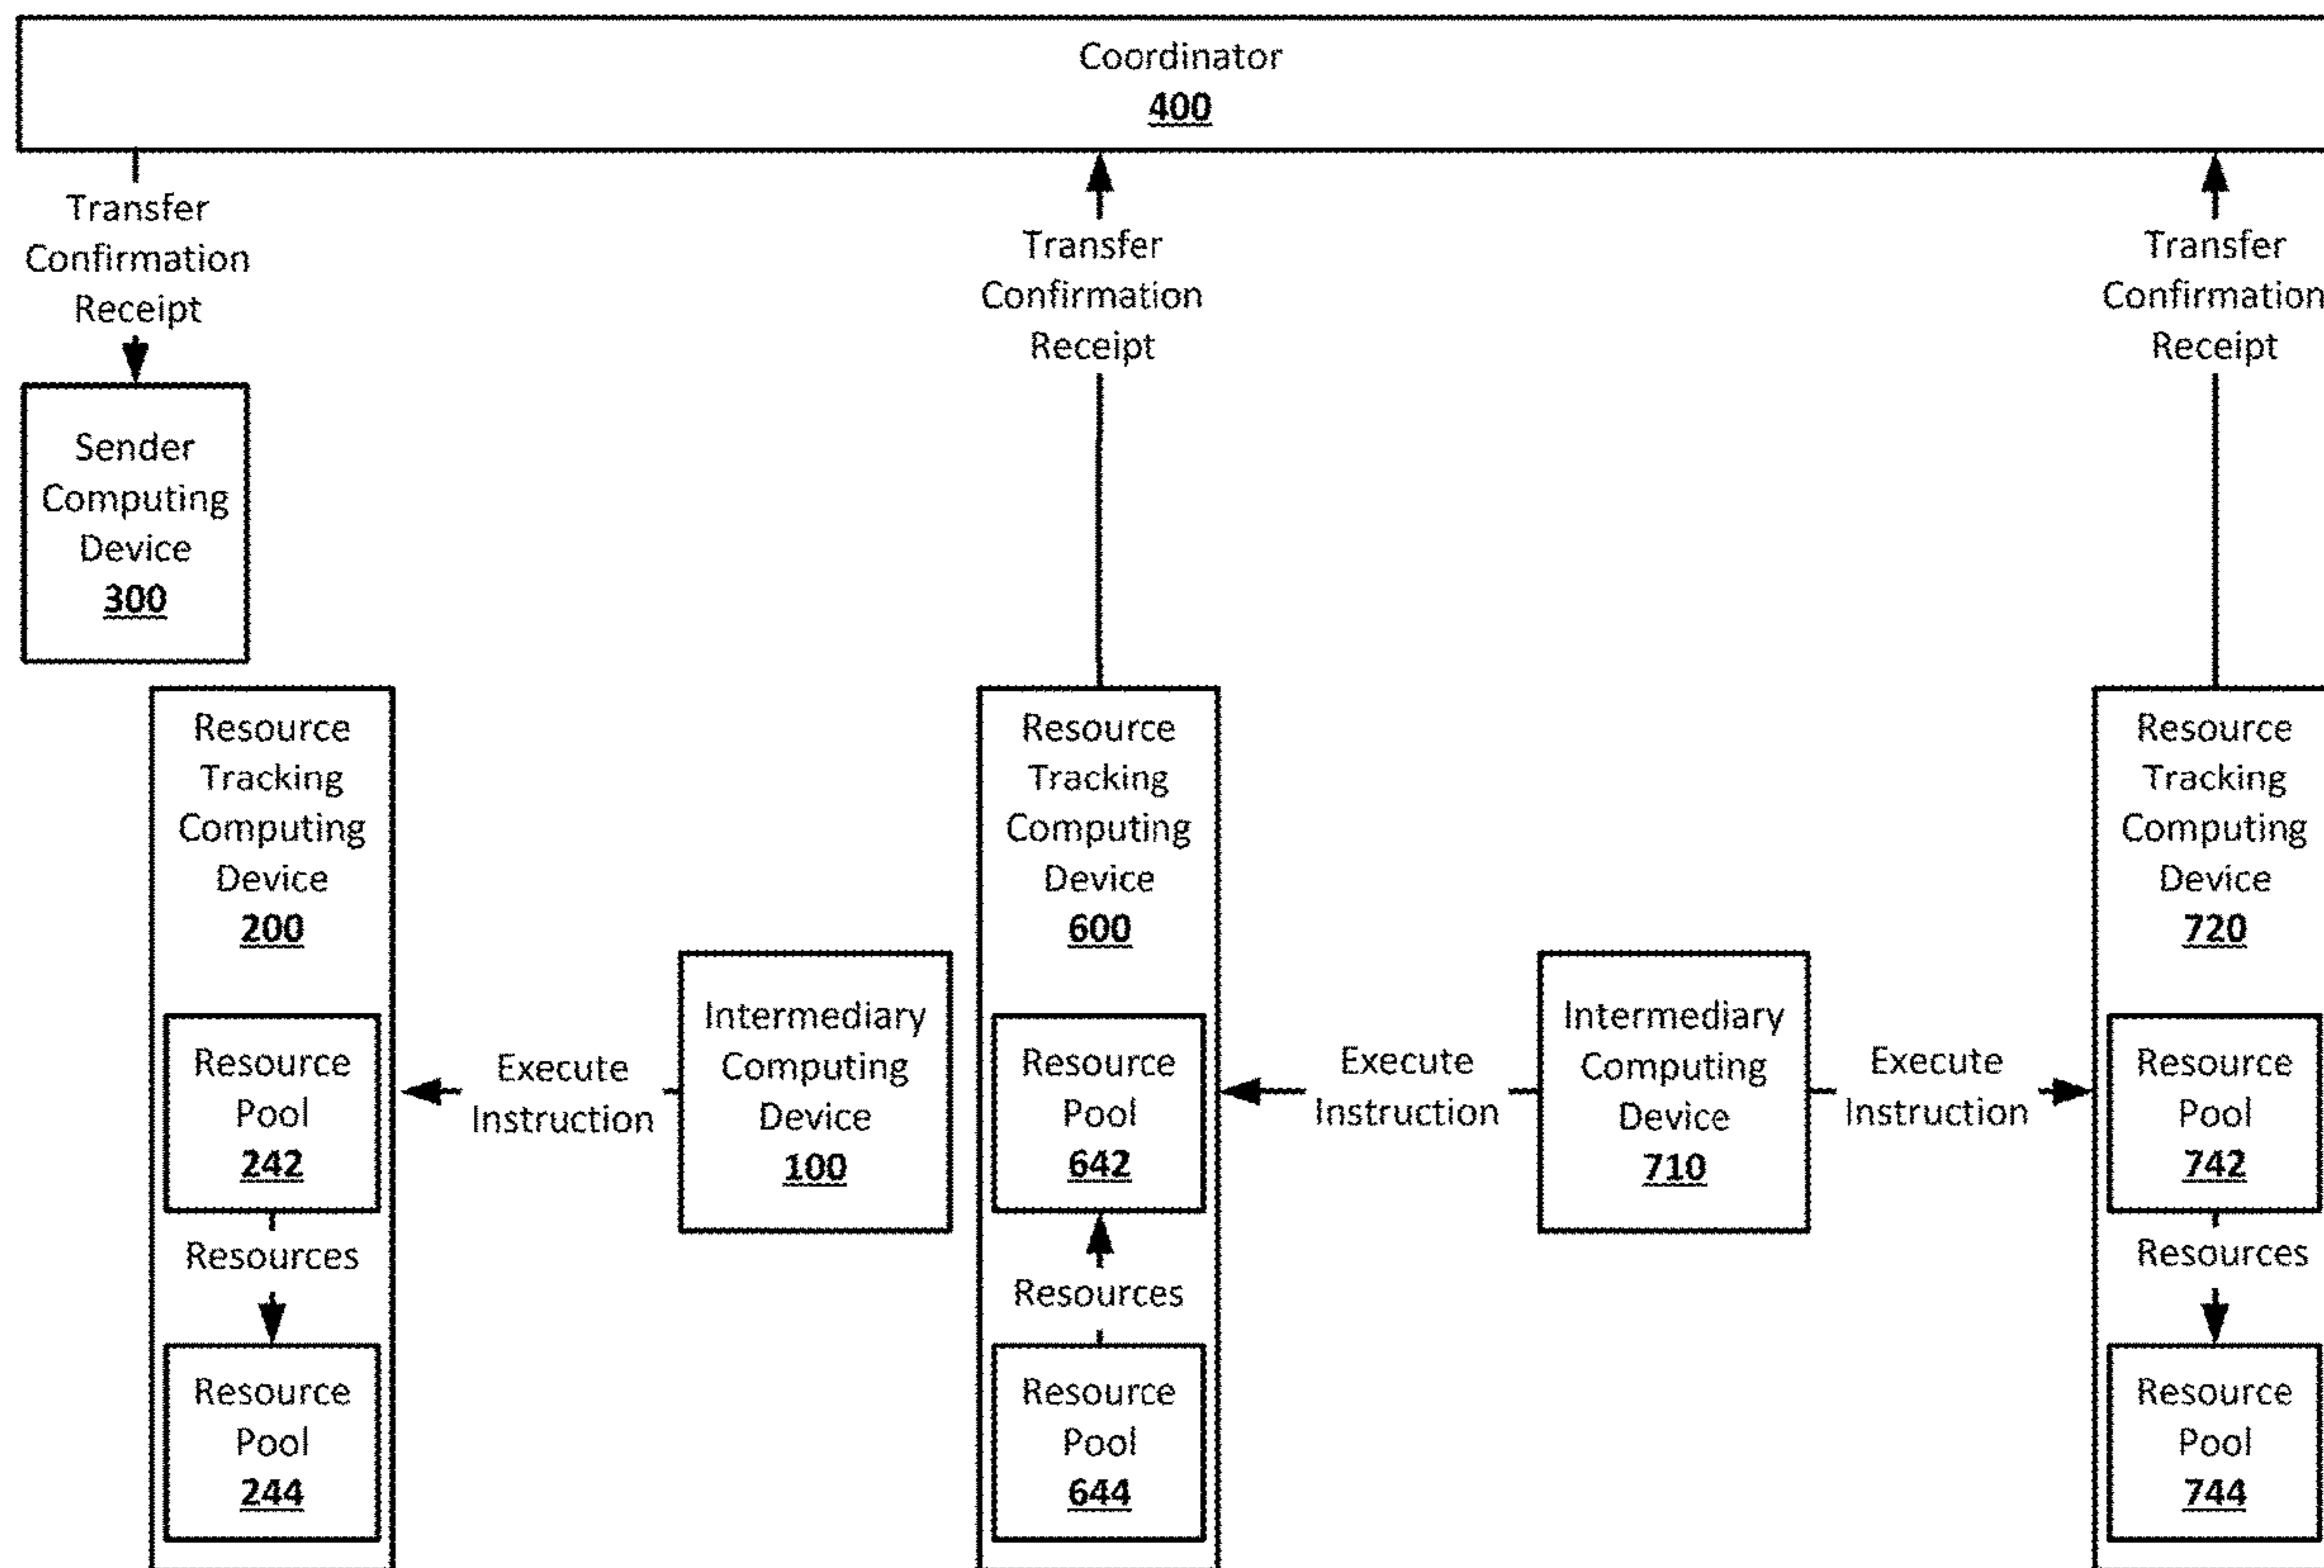 Coordinator
400
Transfer
Confirmation
Receipt
Transfer
Confirmation
Receipt
Transfer
Confirmation
Receipt
Sender
Computing
Device
300
Resource
Tracking
Computing
Device
200
Resource
Pool
242
Resources
Resource
Pool
244
Execute
Instruction
Intermediary
Computing
Device
100
Resource
Tracking
Computing
Device
600
Resource
Pool
642
Resources
Resource
Pool
644
Execute
Instruction
Intermediary
Computing
Device
710
Execute
Instruction
Resource
Tracking
Computing
Device
720
Resource
Pool
742
Resources
Resource
Pool
744